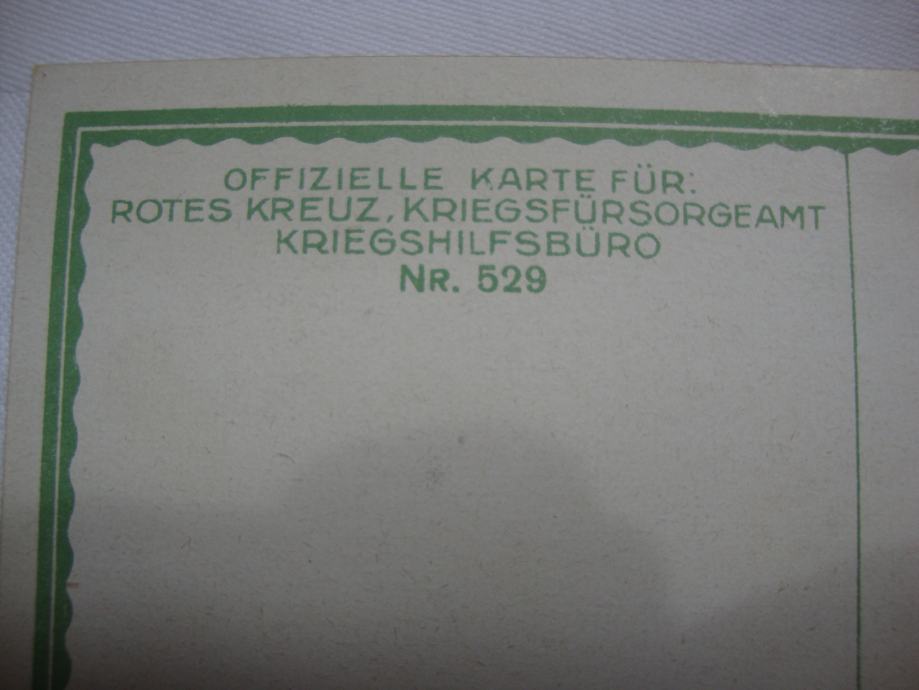 OFFIZIELLE KARTE FÜR:
ROTES KREUZ, KRIEGSFÜRSORGEAMT
KRIEGSHILFSBÜRO
NR. 529